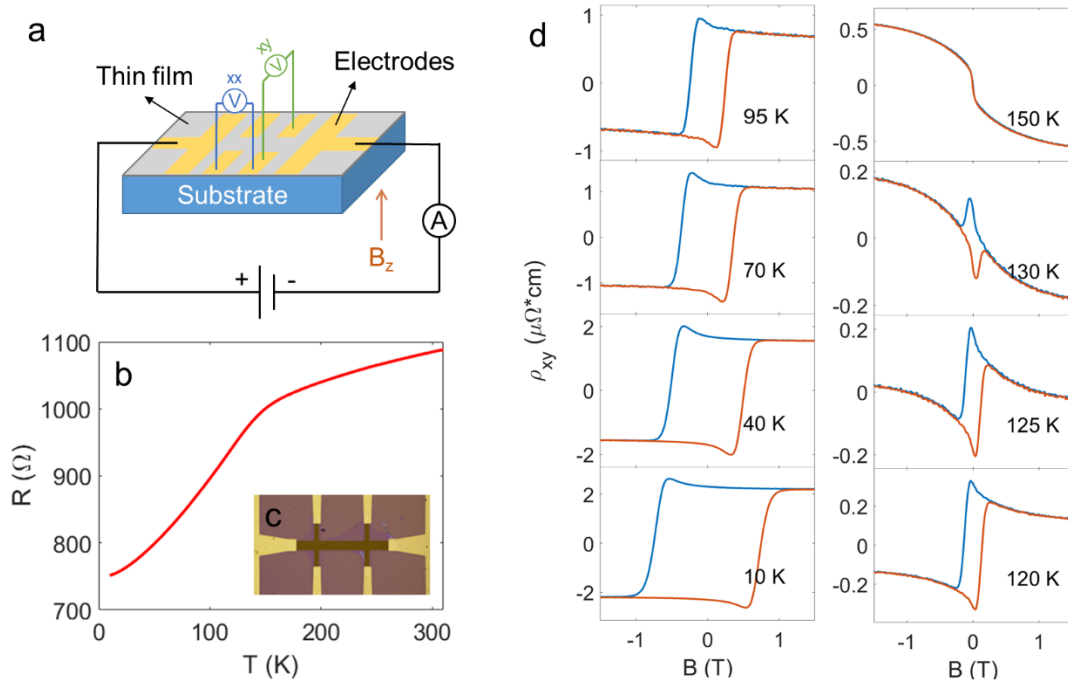 a
Thin film
xx
V
xy
V
Electrodes
Substrate
A
B_z
+ -
b
R (Ω)
1100
1000
900
800
700
c
0 100 200 300
T (K)
d
ρ_xy (μΩ*cm)
1
0
-1
95 K
1
0
-1
70 K
2
0
-2
40 K
2
0
-2
10 K
-1 0 1
B (T)
0.5
0
-0.5
150 K
0.2
0
-0.2
130 K
0.2
0
-0.2
125 K
0.2
0
-0.2
120 K
-1 0 1
B (T)